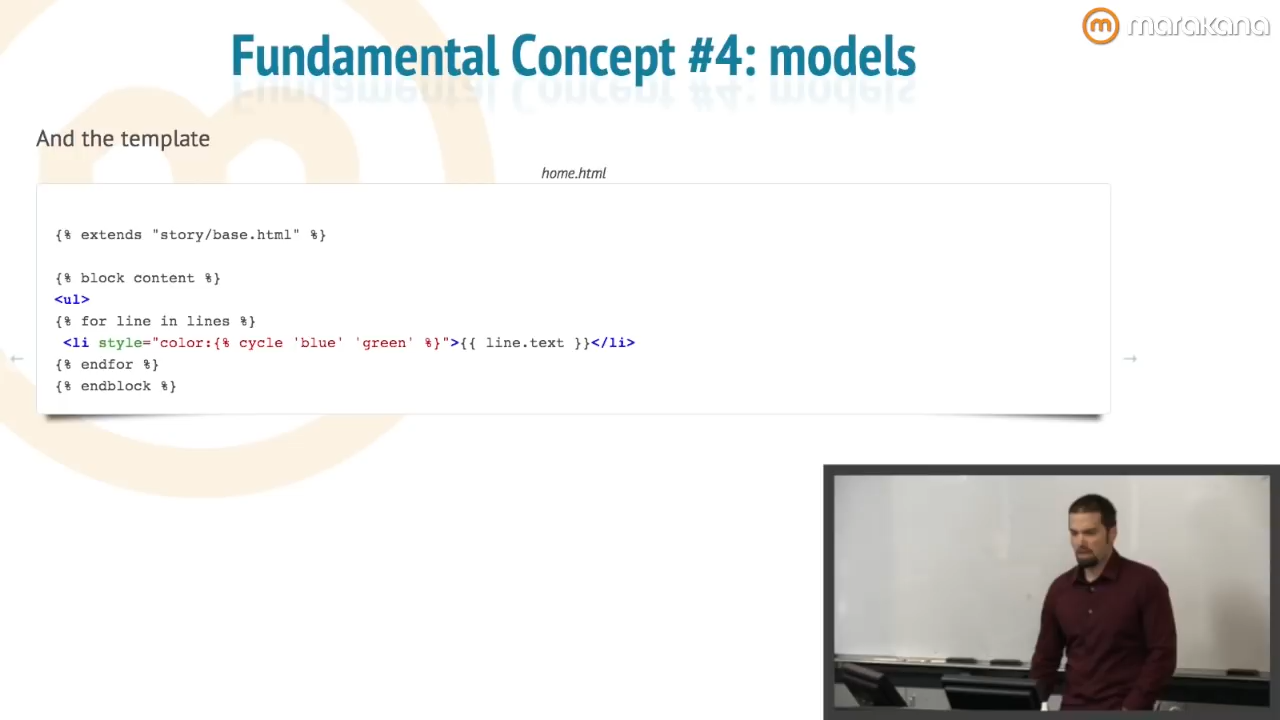 marakana
Fundamental Concept #4: models
And the template
home.html
{% extends "story/base.html" %}
{% block content %}
<ul>
{% for line in lines %}
<li style="color:{% cycle 'blue' 'green' %}">{{ line.text }}</li>
{% endfor %}
{% endblock %}